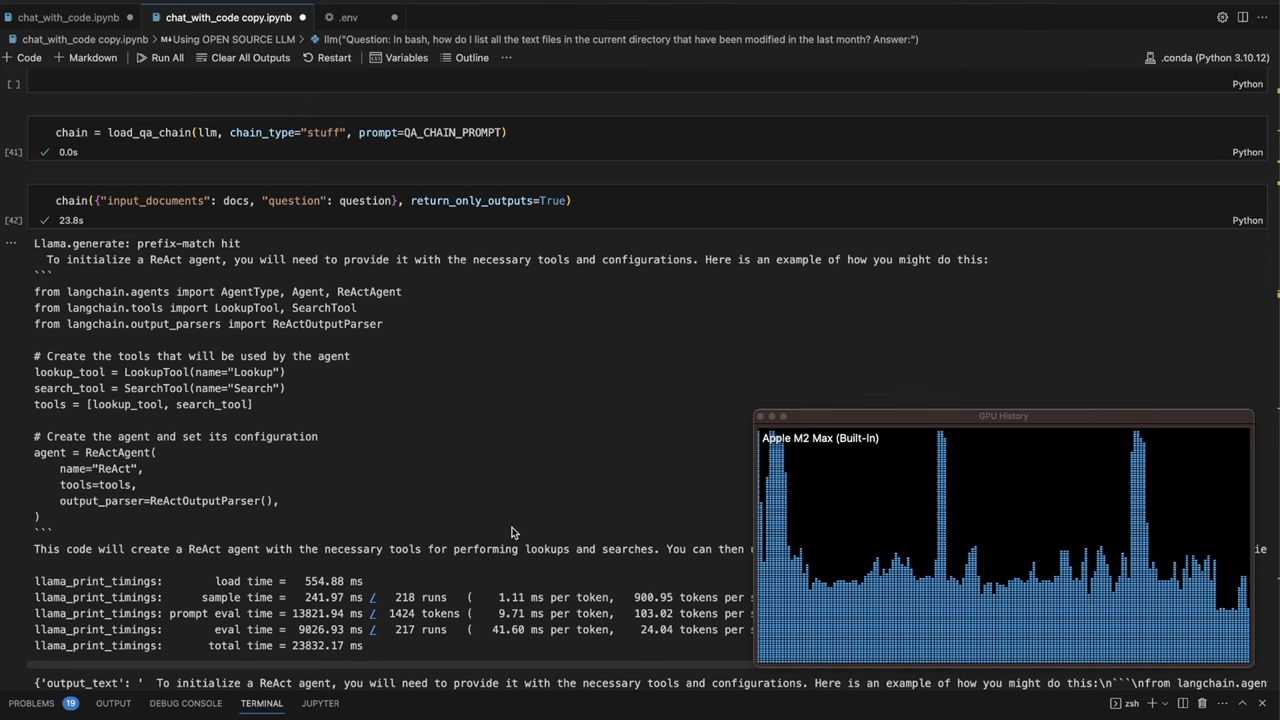 chat_with_code.ipynb
chat_with_code copy.ipynb
.env
chat_with_code copy.ipynb > M↓Using OPEN SOURCE LLM > llm("Question: In bash, how do I list all the text files in the current directory that have been modified in the last month? Answer:")
+ Code + Markdown Run All Clear All Outputs Restart Variables Outline ... .conda (Python 3.10.12)
[ ] Python
chain = load_qa_chain(llm, chain_type="stuff", prompt=QA_CHAIN_PROMPT)
[41] ✓ 0.0s Python
chain({"input_documents": docs, "question": question}, return_only_outputs=True)
[42] ✓ 23.8s Python
... Llama.generate: prefix-match hit
To initialize a ReAct agent, you will need to provide it with the necessary tools and configurations. Here is an example of how you might do this:
```
from langchain.agents import AgentType, Agent, ReActAgent
from langchain.tools import LookupTool, SearchTool
from langchain.output_parsers import ReActOutputParser
# Create the tools that will be used by the agent
lookup_tool = LookupTool(name="Lookup")
search_tool = SearchTool(name="Search")
tools = [lookup_tool, search_tool]
# Create the agent and set its configuration
agent = ReActAgent(
name="ReAct",
tools=tools,
output_parser=ReActOutputParser(),
)
```
This code will create a ReAct agent with the necessary tools for performing lookups and searches. You can then
llama_print_timings: load time = 554.88 ms
llama_print_timings: sample time = 241.97 ms / 218 runs ( 1.11 ms per token, 900.95 tokens per
llama_print_timings: prompt eval time = 13821.94 ms / 1424 tokens ( 9.71 ms per token, 103.02 tokens per
llama_print_timings: eval time = 9026.93 ms / 217 runs ( 41.60 ms per token, 24.04 tokens per
llama_print_timings: total time = 23832.17 ms
GPU History
Apple M2 Max (Built-In)
{'output_text': ' To initialize a ReAct agent, you will need to provide it with the necessary tools and configurations. Here is an example of how you might do this:\n```\nfrom langchain.agen
PROBLEMS 19 OUTPUT DEBUG CONSOLE TERMINAL JUPYTER zsh